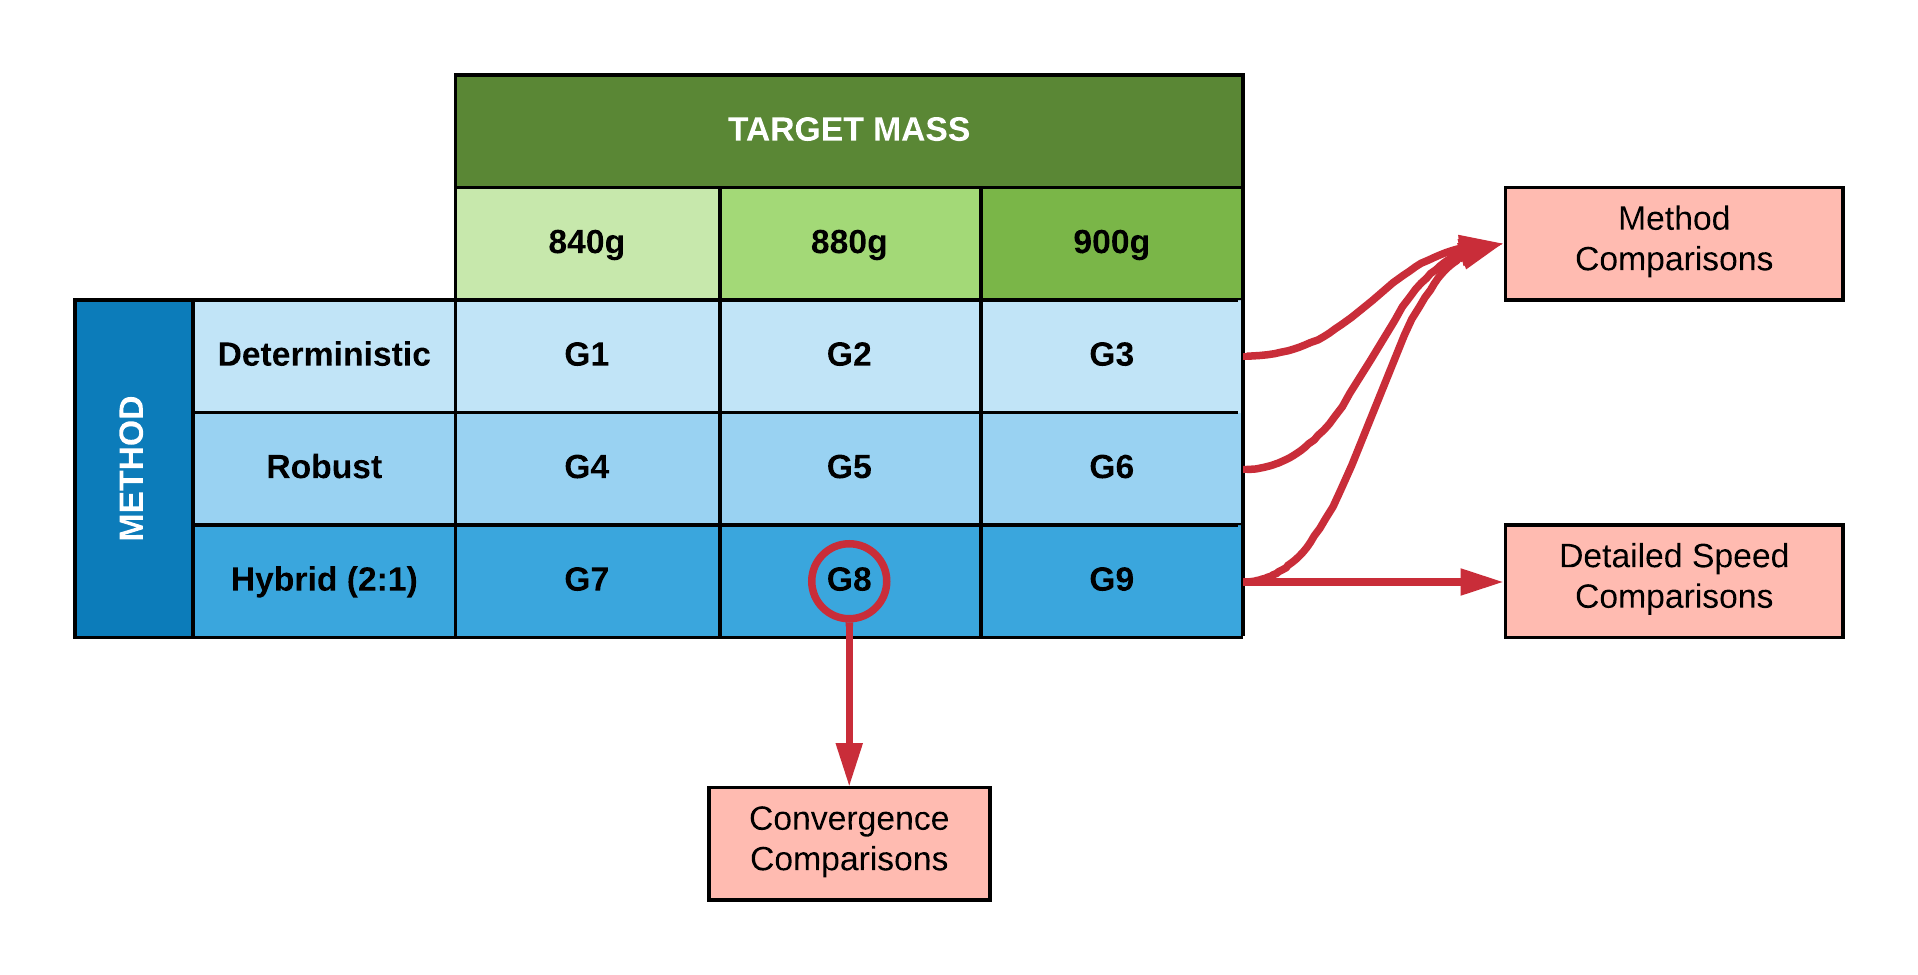 TARGET MASS
840g
880g
900g
Method
Comparisons
METHOD
Deterministic
G1
G2
G3
Robust
G4
G5
G6
Hybrid (2:1)
G7
G8
G9
Detailed Speed
Comparisons
Convergence
Comparisons